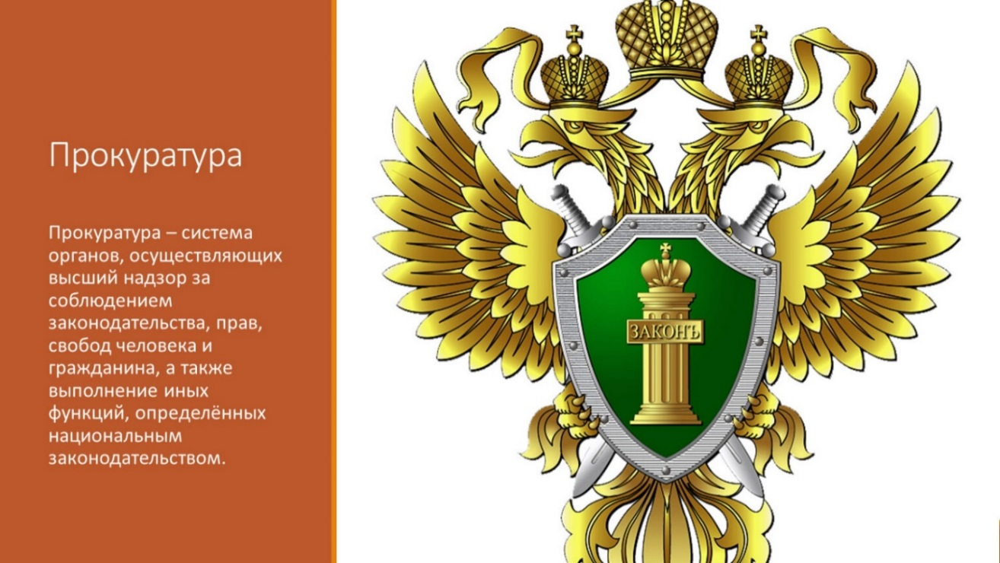 Прокуратура
Прокуратура – система
органов, осуществляющих
высший надзор за
соблюдением
законодательства, прав,
свобод человека и
гражданина, а также
выполнение иных
функций, определённых
национальным
законодательством.
ЗАКОНЪ